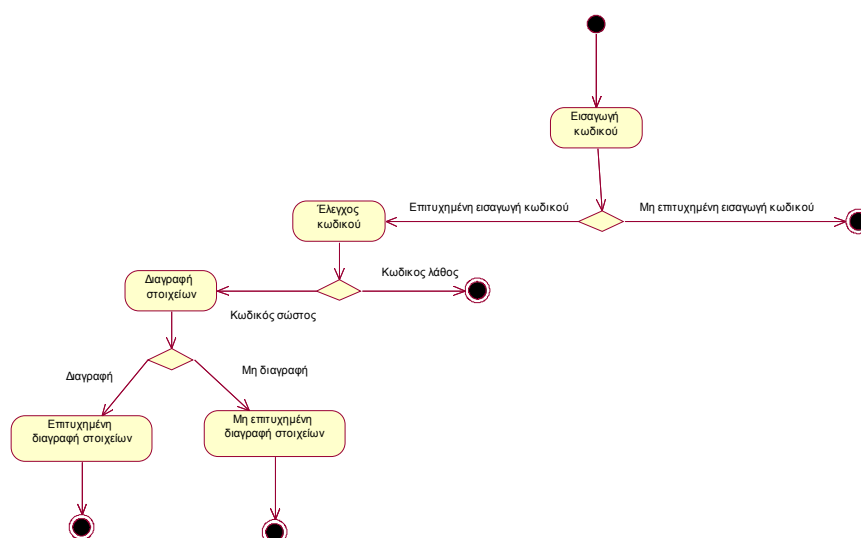 Εισαγωγή
κωδικού
Επιτυχημένη εισαγωγή κωδικού
Μη επιτυχημένη εισαγωγή κωδικού
Έλεγχος
κωδικού
Κωδικος λάθος
Διαγραφή
στοιχείων
Κωδικός σώστος
Διαγραφή
Μη διαγραφή
Επιτυχημένη
διαγραφή στοιχείων
Μη επιτυχημένη
διαγραφή στοιχείων